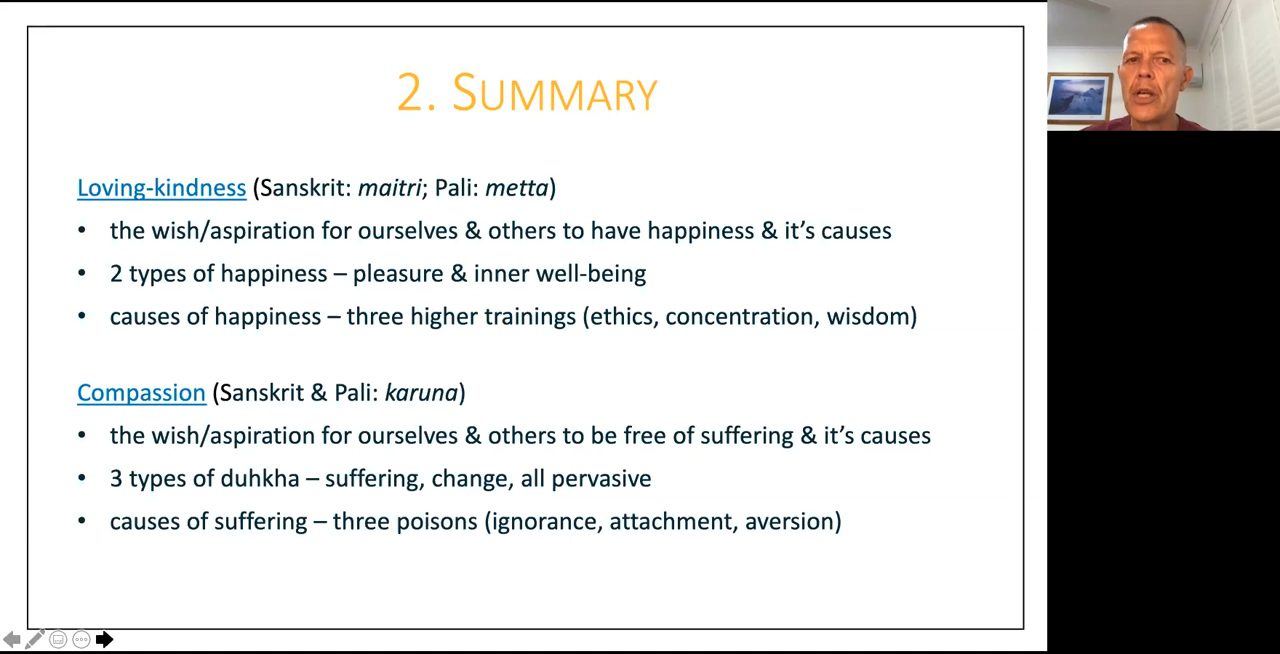 2. SUMMARY
Loving-kindness (Sanskrit: maitri; Pali: metta)
• the wish/aspiration for ourselves & others to have happiness & it's causes
• 2 types of happiness – pleasure & inner well-being
• causes of happiness – three higher trainings (ethics, concentration, wisdom)
Compassion (Sanskrit & Pali: karuna)
• the wish/aspiration for ourselves & others to be free of suffering & it's causes
• 3 types of duhkha – suffering, change, all pervasive
• causes of suffering – three poisons (ignorance, attachment, aversion)